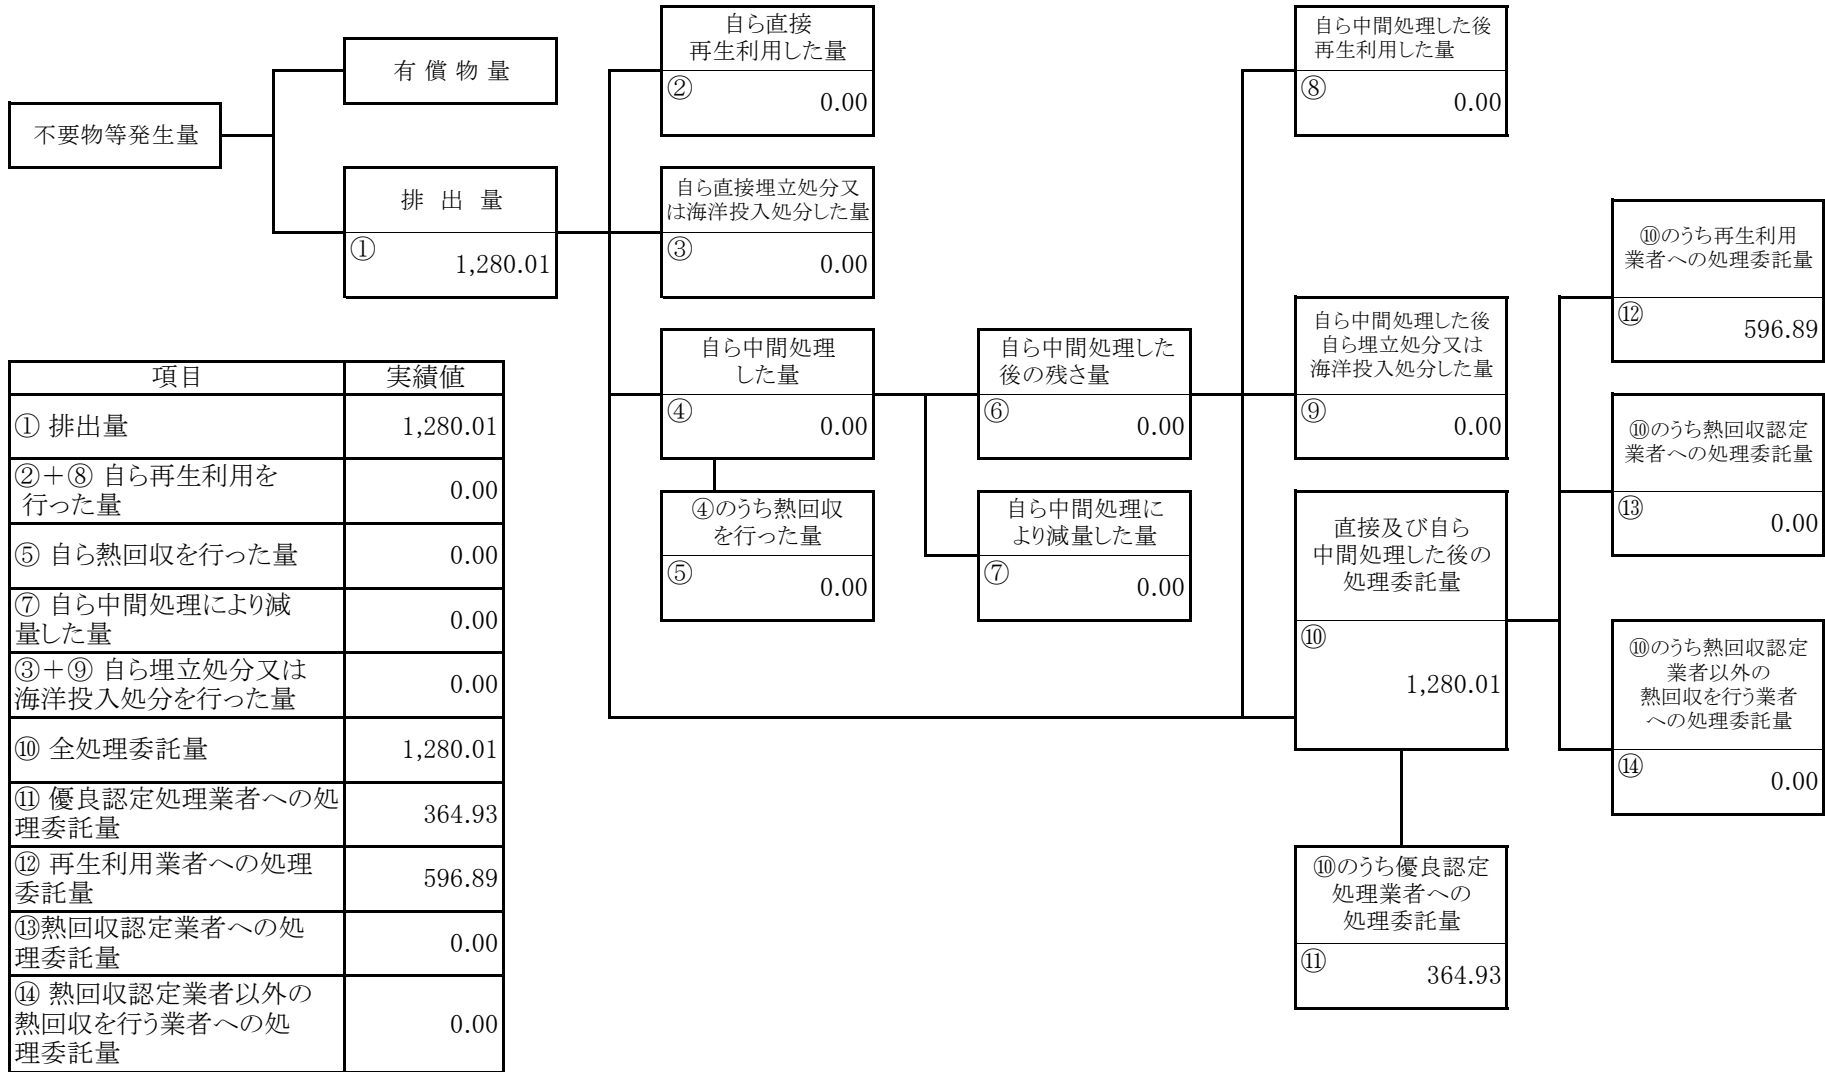 不要物等発生量
有 償 物 量
排 出 量
① 1,280.01
自ら直接
再生利用した量
② 0.00
自ら直接埋立処分又
は海洋投入処分した量
③ 0.00
自ら中間処理
した量
④ 0.00
④のうち熱回収
を行った量
⑤ 0.00
自ら中間処理した
後の残さ量
⑥ 0.00
自ら中間処理に
より減量した量
⑦ 0.00
自ら中間処理した後
再生利用した量
⑧ 0.00
自ら中間処理した後
自ら埋立処分又は
海洋投入処分した量
⑨ 0.00
直接及び自ら
中間処理した後の
処理委託量
⑩
1,280.01
⑩のうち優良認定
処理業者への
処理委託量
⑪ 364.93
⑩のうち再生利用
業者への処理委託量
⑫ 596.89
⑩のうち熱回収認定
業者への処理委託量
⑬ 0.00
⑩のうち熱回収認定
業者以外の
熱回収を行う業者
への処理委託量
⑭ 0.00
項目 実績値
① 排出量 1,280.01
②+⑧ 自ら再生利用を
行った量 0.00
⑤ 自ら熱回収を行った量 0.00
⑦ 自ら中間処理により減
量した量 0.00
③+⑨ 自ら埋立処分又は
海洋投入処分を行った量 0.00
⑩ 全処理委託量 1,280.01
⑪ 優良認定処理業者への処
理委託量 364.93
⑫ 再生利用業者への処理
委託量 596.89
⑬熱回収認定業者への処
理委託量 0.00
⑭ 熱回収認定業者以外の
熱回収を行う業者への処
理委託量 0.00